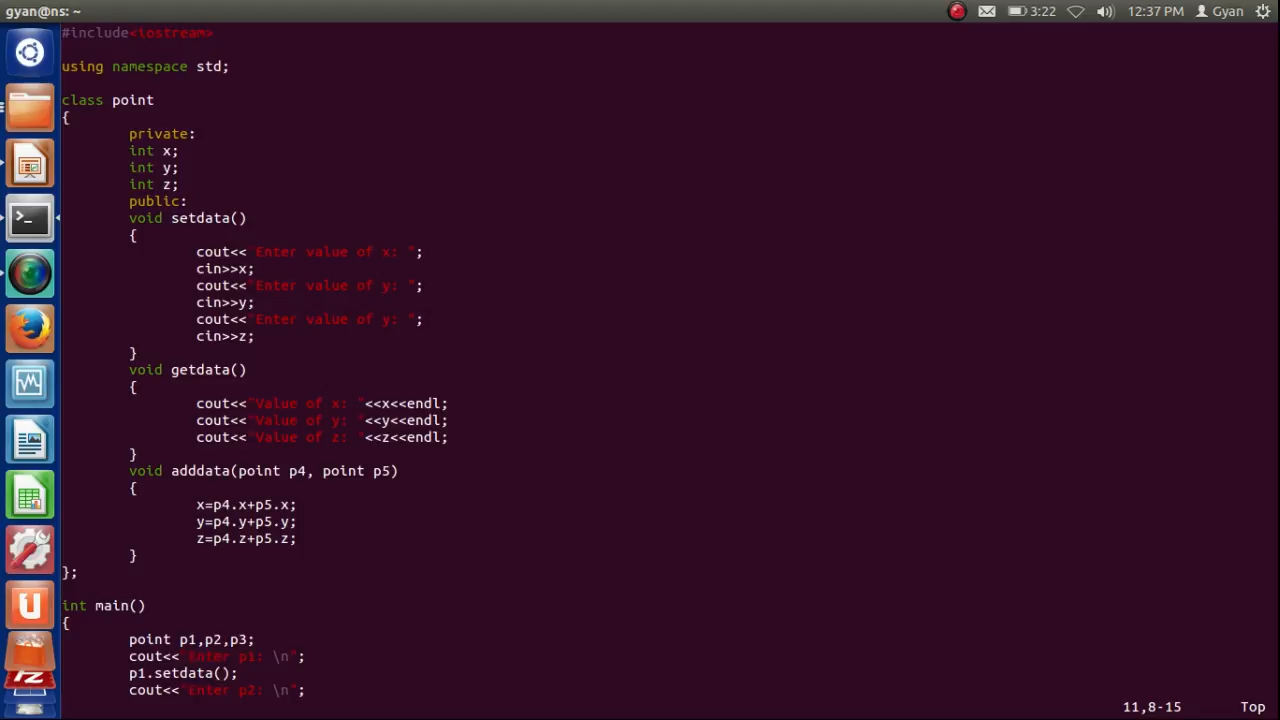 gyan@ns: ~
3:22
12:37 PM
Gyan
#include<iostream>
using namespace std;
class point
{
private:
int x;
int y;
int z;
public:
void setdata()
{
cout<<"Enter value of x: ";
cin>>x;
cout<<"Enter value of y: ";
cin>>y;
cout<<"Enter value of y: ";
cin>>z;
}
void getdata()
{
cout<<"Value of x: "<<x<<endl;
cout<<"Value of y: "<<y<<endl;
cout<<"Value of z: "<<z<<endl;
}
void adddata(point p4, point p5)
{
x=p4.x+p5.x;
y=p4.y+p5.y;
z=p4.z+p5.z;
}
};
int main()
{
point p1,p2,p3;
cout<<"Enter p1: \n";
p1.setdata();
cout<<"Enter p2: \n";
11,8-15
Top